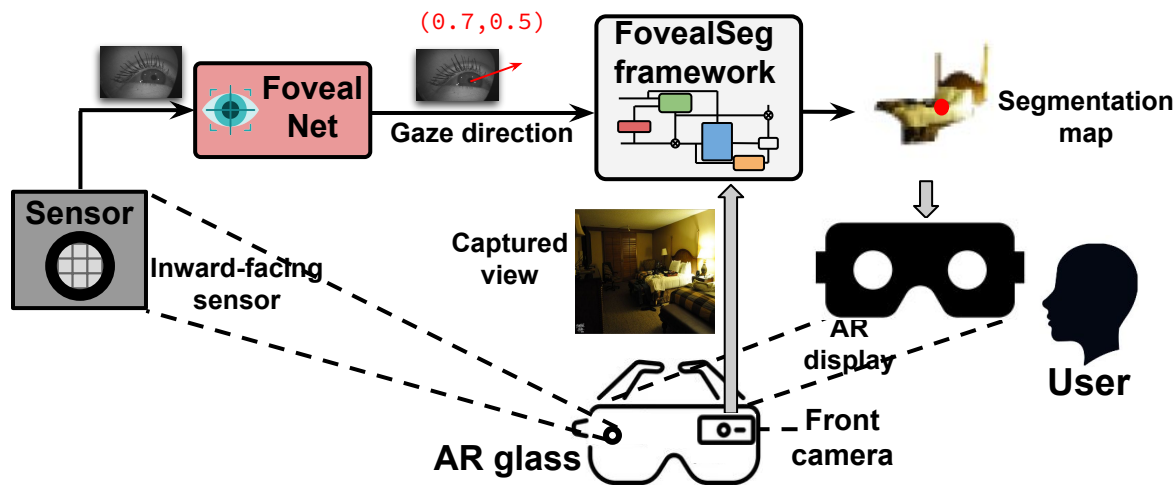 (0.7,0.5)
Foveal
Net
Gaze direction
FovealSeg
framework
Segmentation
map
Sensor
Inward-facing
sensor
Captured
view
AR
display
User
AR glass
Front
camera